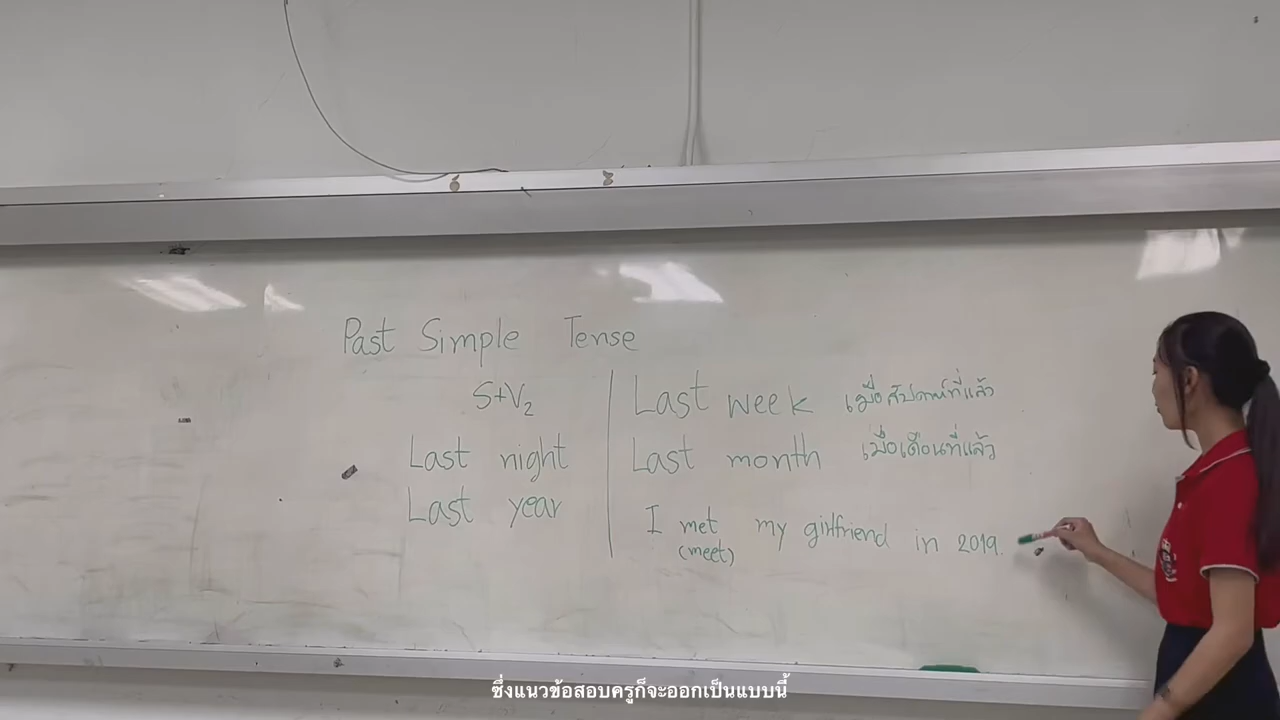 Past Simple Tense
S+V2
Last night
Last year
Last week เมื่อสัปดาห์ที่แล้ว
Last month เมื่อเดือนที่แล้ว
I met my girlfriend in 2019.
(meet)
ซึ่งแนวข้อสอบครูก็จะออกเป็นแบบนี้